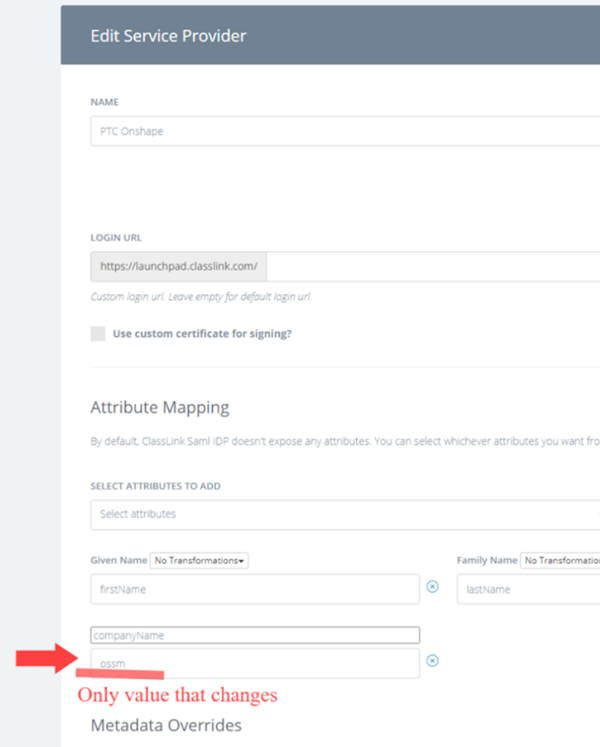 Edit Service Provider
NAME
PTC Onshape
LOGIN URL
https://launchpad.classlink.com/
Custom login url. Leave empty for default login url.
Use custom certificate for signing?
Attribute Mapping
By default, ClassLink Saml IDP doesn't expose any attributes. You can select whichever attributes you want fro
SELECT ATTRIBUTES TO ADD
Select attributes
Given Name No Transformations Family Name No Transformation
firstName lastName
companyName
ossm
Only value that changes
Metadata Overrides